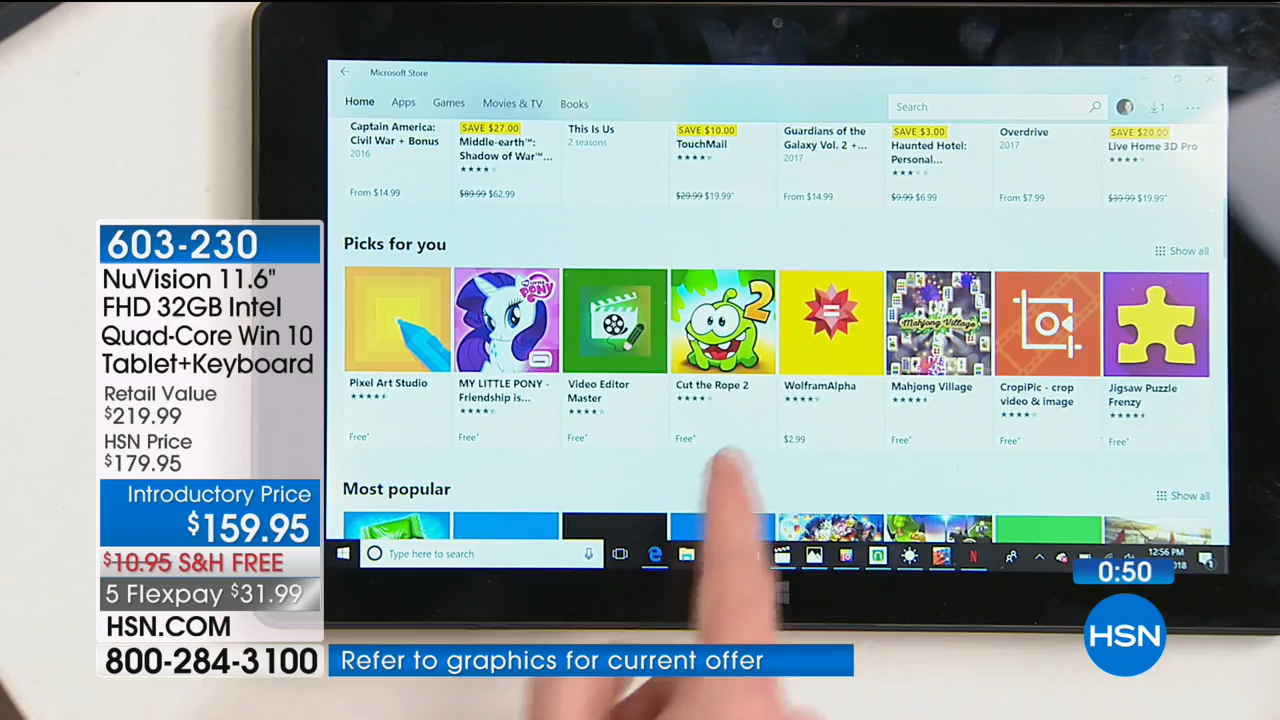 Microsoft Store
Home Apps Games Movies & TV Books
Search
1
Captain America:
Civil War + Bonus
2016
From $14.99
SAVE $27.00
Middle-earth™:
Shadow of War™...
$89.99 $62.99
This Is Us
2 seasons
SAVE $10.00
TouchMail
$29.99 $19.99*
Guardians of the
Galaxy Vol. 2 +...
2017
From $14.99
SAVE $3.00
Haunted Hotel:
Personal...
$9.99 $6.99
Overdrive
2017
From $7.99
SAVE $20.00
Live Home 3D Pro
$39.99 $19.99*
Picks for you
Show all
MY LITTLE PONY
2
Mahjong Village
Pixel Art Studio
Free*
MY LITTLE PONY -
Friendship is...
Free*
Video Editor
Master
Free*
Cut the Rope 2
Free*
WolframAlpha
$2.99
Mahjong Village
Free*
CropiPic - crop
video & image
Free*
Jigsaw Puzzle
Frenzy
Free*
Most popular
Show all
Type here to search
12:56 PM
603-230
NuVision 11.6"
FHD 32GB Intel
Quad-Core Win 10
Tablet+Keyboard
Retail Value
$219.99
HSN Price
$179.95
Introductory Price
$159.95
$10.95 S&H FREE
5 Flexpay $31.99
HSN.COM
800-284-3100
Refer to graphics for current offer
0:50
HSN